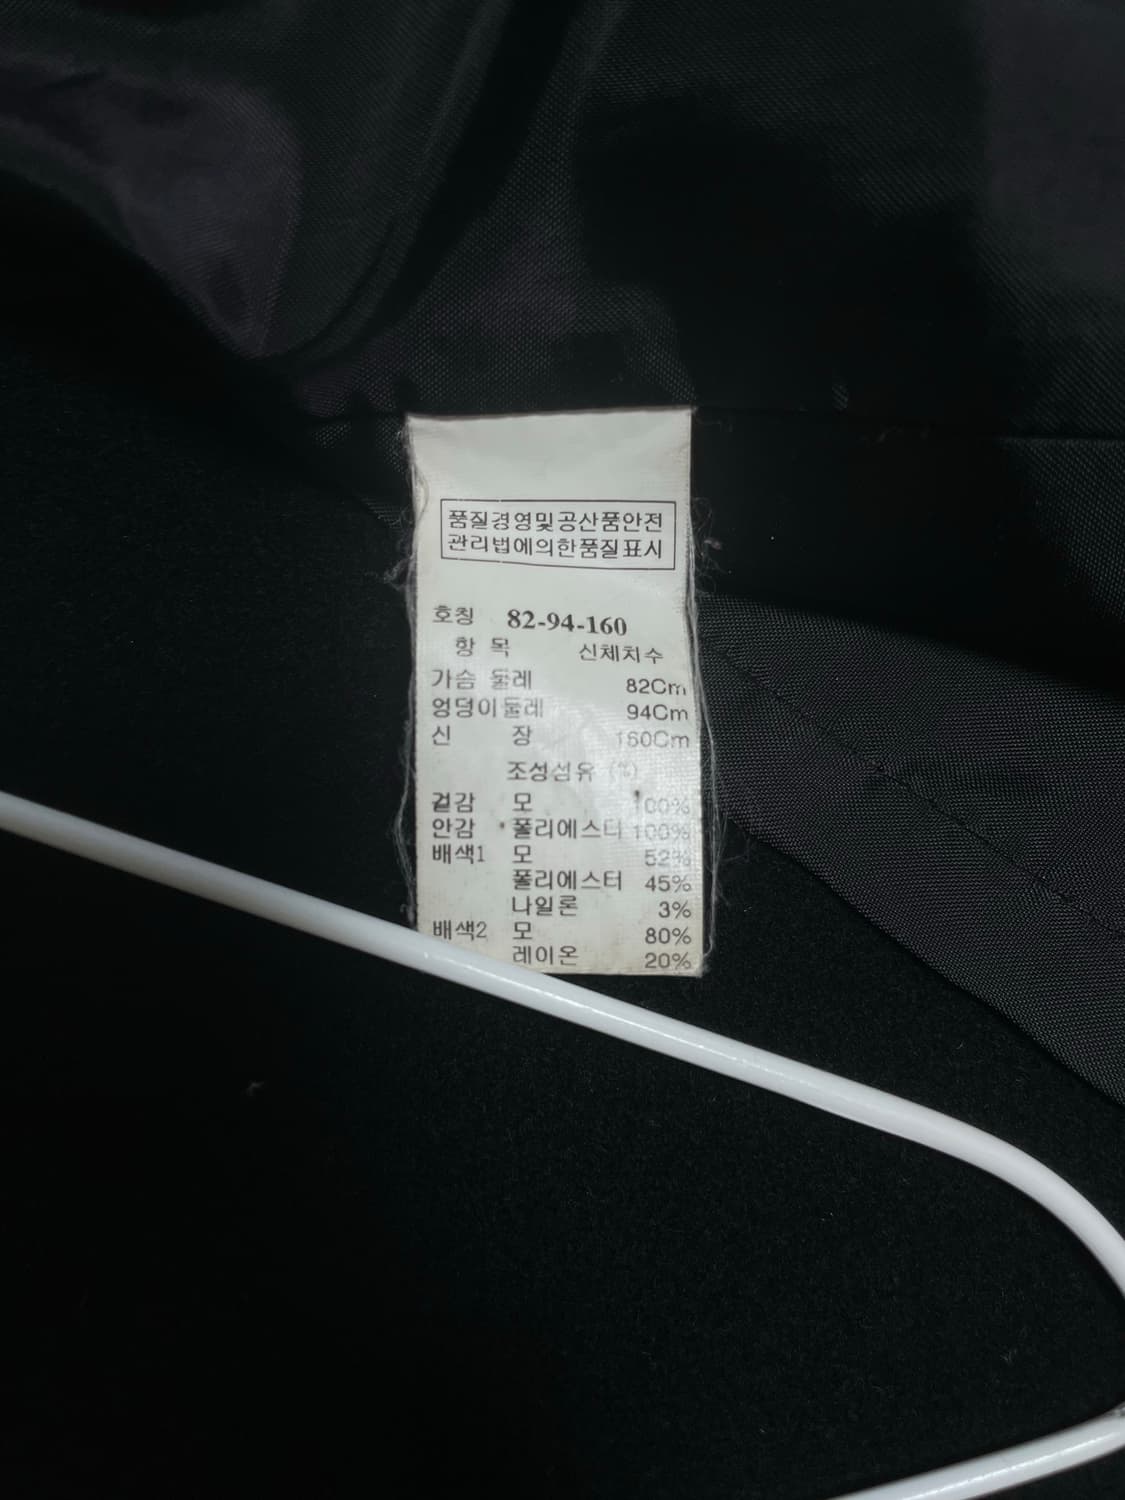 품질경영및공산품안전
관리법에의한품질표시
호칭 82-94-160
항 목 신체치수
가슴 둘레 82Cm
엉덩이둘레 94Cm
신 장 160Cm
조성섬유 (%)
겉감 모 100%
안감 폴리에스터 100%
배색1 모 52%
폴리에스터 45%
나일론 3%
배색2 모 80%
레이온 20%